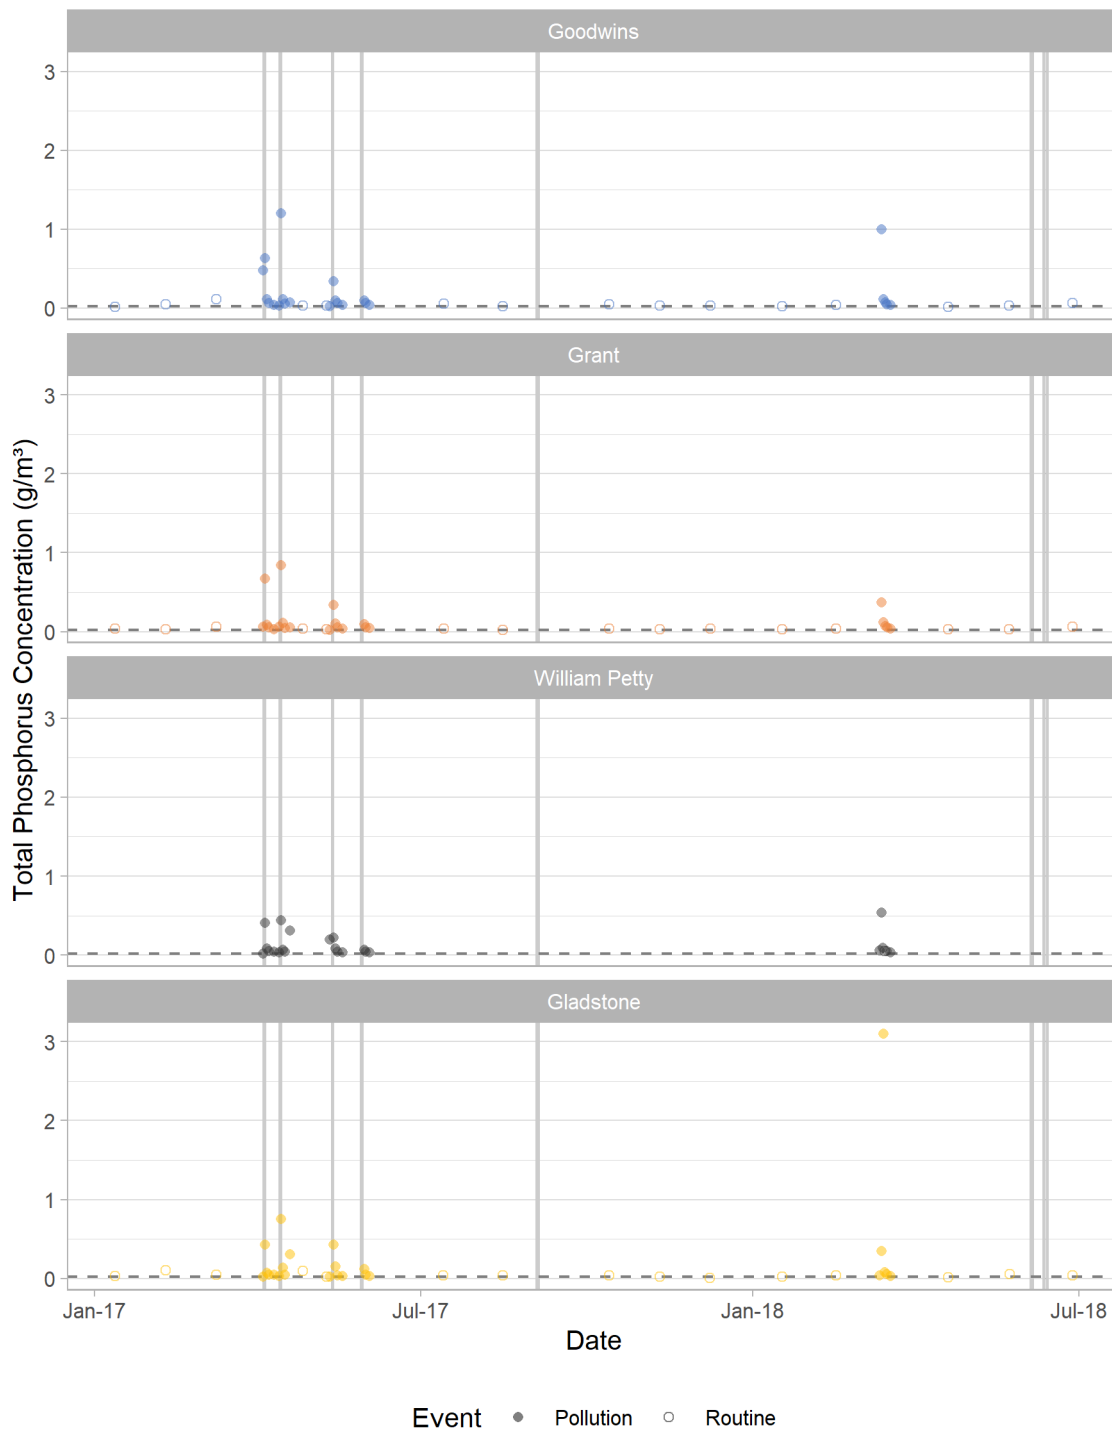 Goodwins
3
2
1
0
Grant
3
2
1
0
William Petty
3
2
1
0
Gladstone
3
2
1
0
Total Phosphorus Concentration (g/m³)
Jan-17 Jul-17 Jan-18 Jul-18
Date
Event Pollution Routine